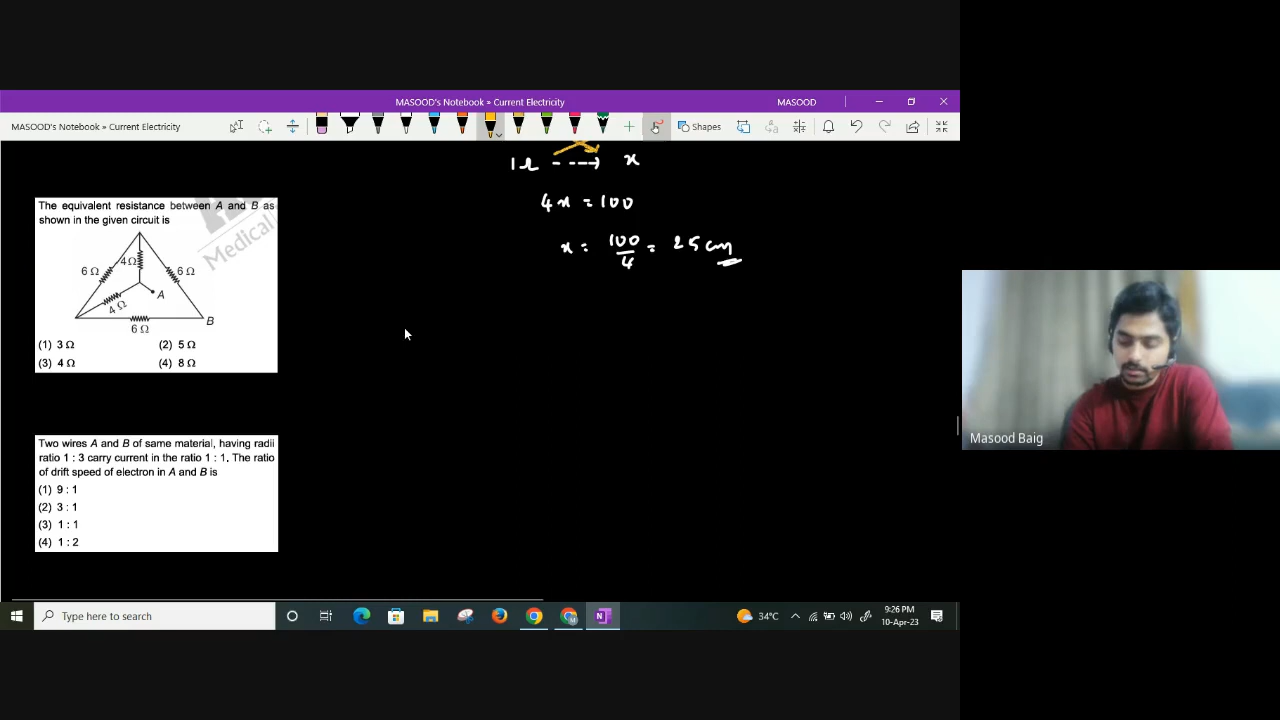 MASOOD's Notebook » Current Electricity
MASOOD
MASOOD's Notebook » Current Electricity
Shapes
4x = 100
x = 100/4 = 25 cm
The equivalent resistance between A and B as
shown in the given circuit is
Medical
4Ω
6 Ω
6 Ω
A
4 Ω
B
6 Ω
(1) 3 Ω (2) 5 Ω
(3) 4 Ω (4) 8 Ω
Two wires A and B of same material, having radii
ratio 1 : 3 carry current in the ratio 1 : 1. The ratio
of drift speed of electron in A and B is
(1) 9 : 1
(2) 3 : 1
(3) 1 : 1
(4) 1 : 2
Masood Baig
Type here to search
34°C
9:26 PM
10-Apr-23